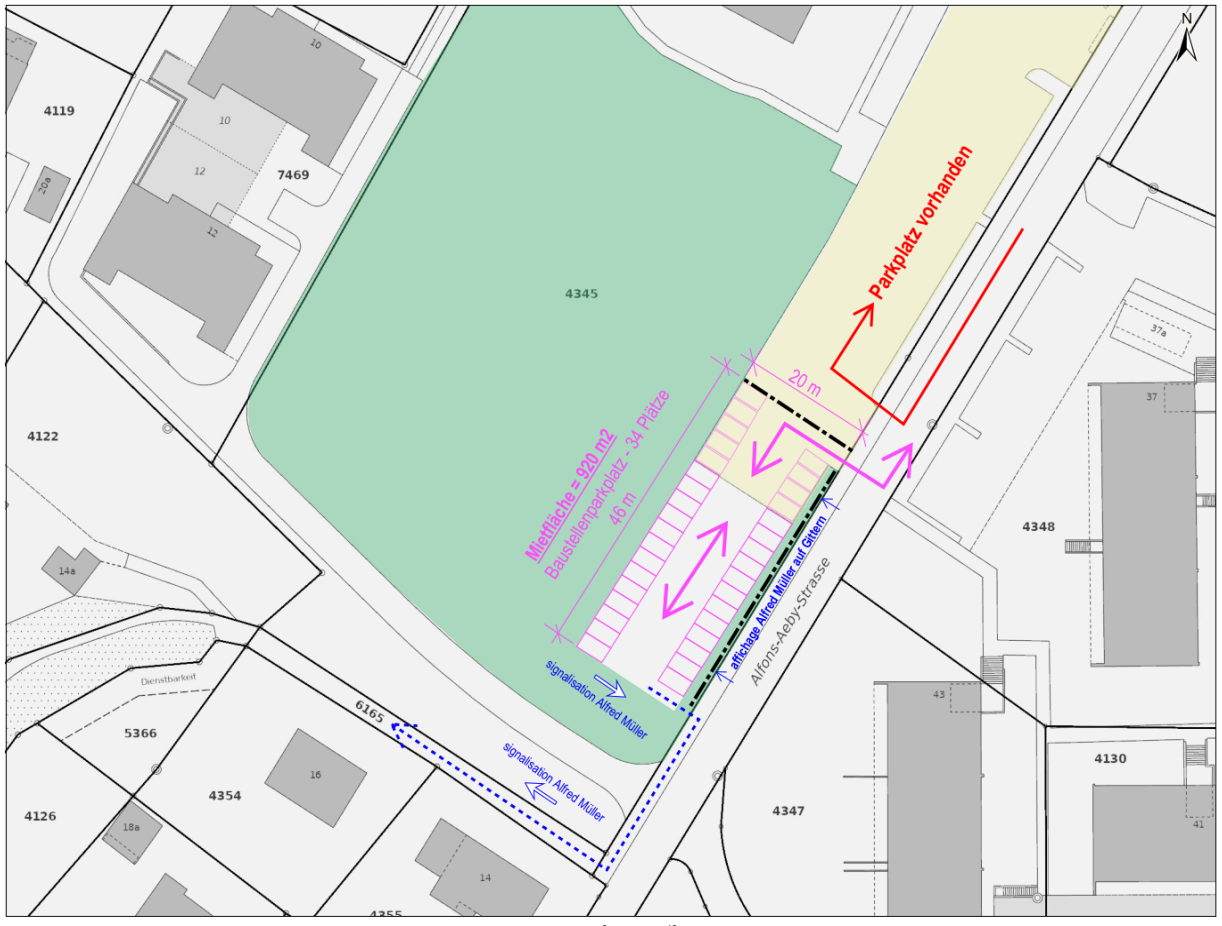 N
10
4119
10
12
7469
20a
12
Parkplatz vorhanden
4345
37a
20 m
37
Mietfläche = 920 m2
Baustellenparkplatz - 34 Plätze
46 m
4122
4348
14a
affichage Alfred Müller auf Gittern
Alfons-Aeby-Strasse
signalisation Alfred Müller
Dienstbarkeit
6165
43
5366
signalisation Alfred Müller
4130
16
4354
4347
4126
18a
41
14
4355